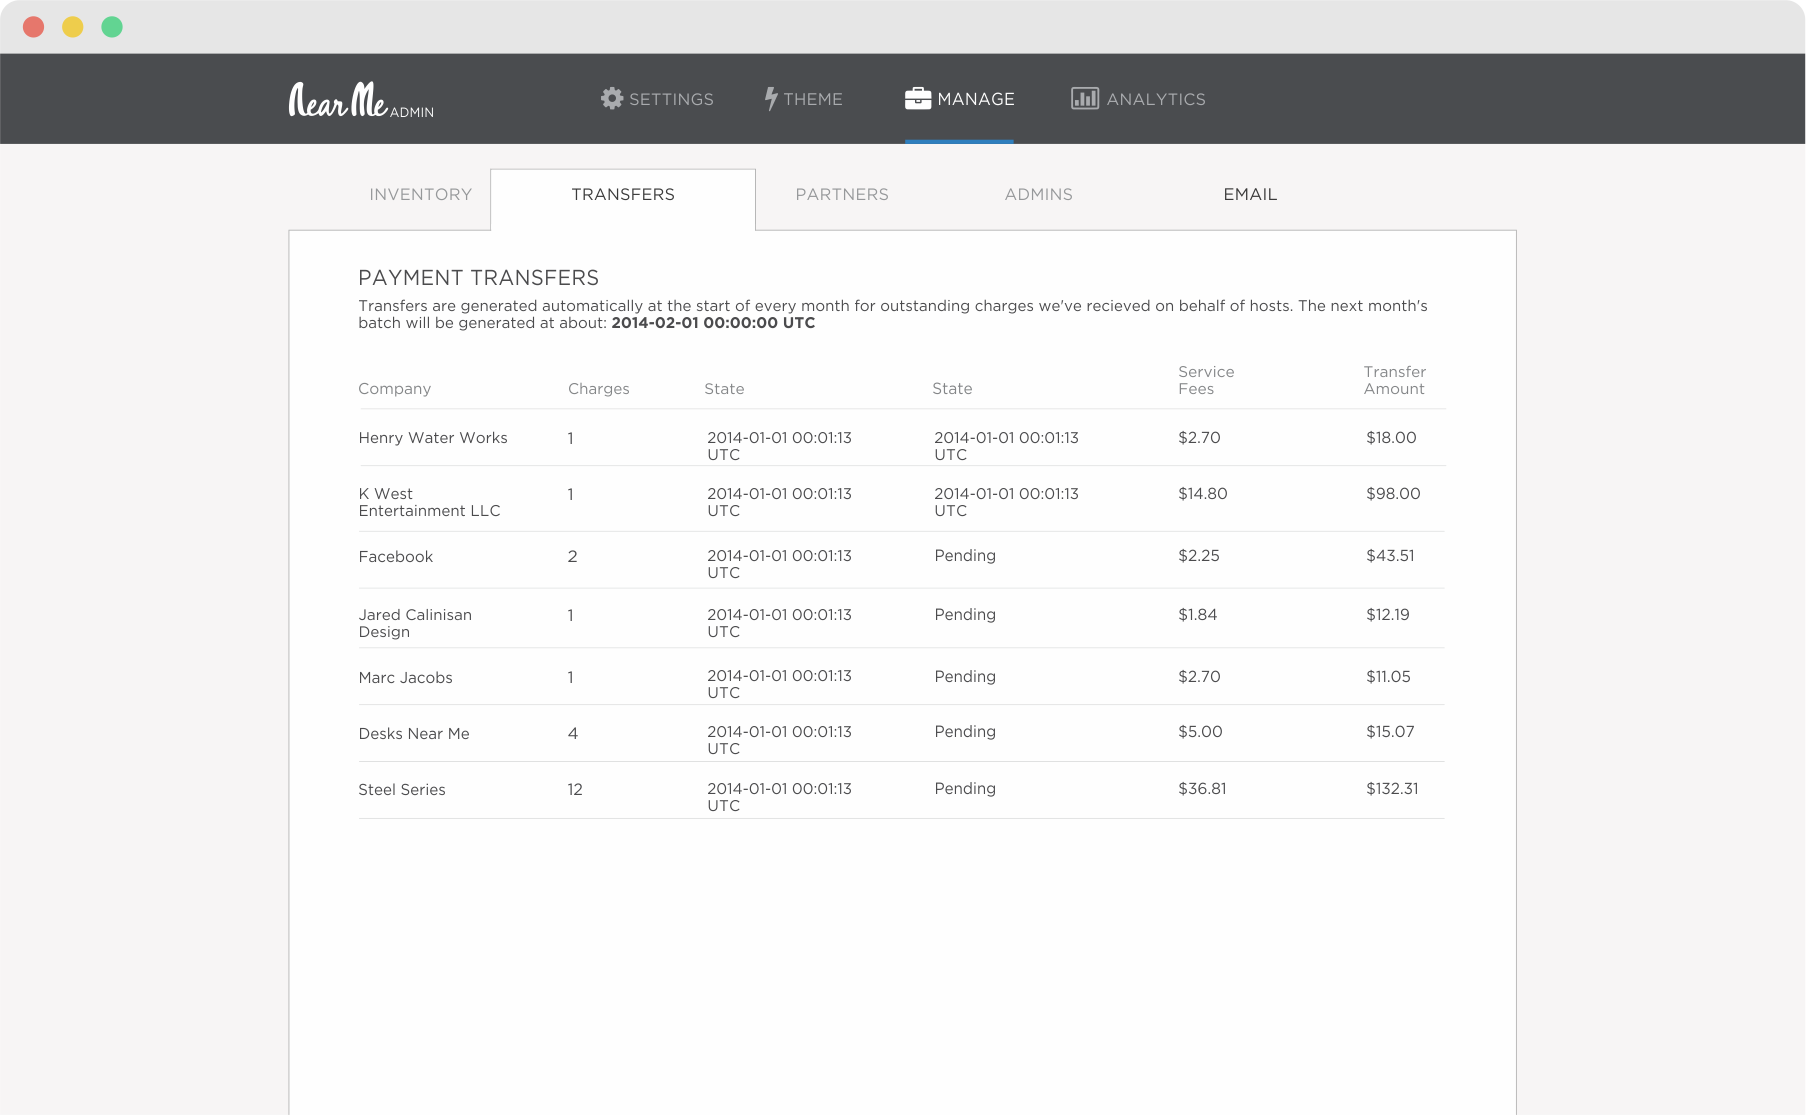 Near Me ADMIN
SETTINGS THEME MANAGE ANALYTICS
INVENTORY TRANSFERS PARTNERS ADMINS EMAIL
PAYMENT TRANSFERS
Transfers are generated automatically at the start of every month for outstanding charges we've recieved on behalf of hosts. The next month's
batch will be generated at about: 2014-02-01 00:00:00 UTC
Company Charges State State Service Fees Transfer Amount
Henry Water Works 1 2014-01-01 00:01:13 UTC 2014-01-01 00:01:13 UTC $2.70 $18.00
K West Entertainment LLC 1 2014-01-01 00:01:13 UTC 2014-01-01 00:01:13 UTC $14.80 $98.00
Facebook 2 2014-01-01 00:01:13 UTC Pending $2.25 $43.51
Jared Calinisan Design 1 2014-01-01 00:01:13 UTC Pending $1.84 $12.19
Marc Jacobs 1 2014-01-01 00:01:13 UTC Pending $2.70 $11.05
Desks Near Me 4 2014-01-01 00:01:13 UTC Pending $5.00 $15.07
Steel Series 12 2014-01-01 00:01:13 UTC Pending $36.81 $132.31